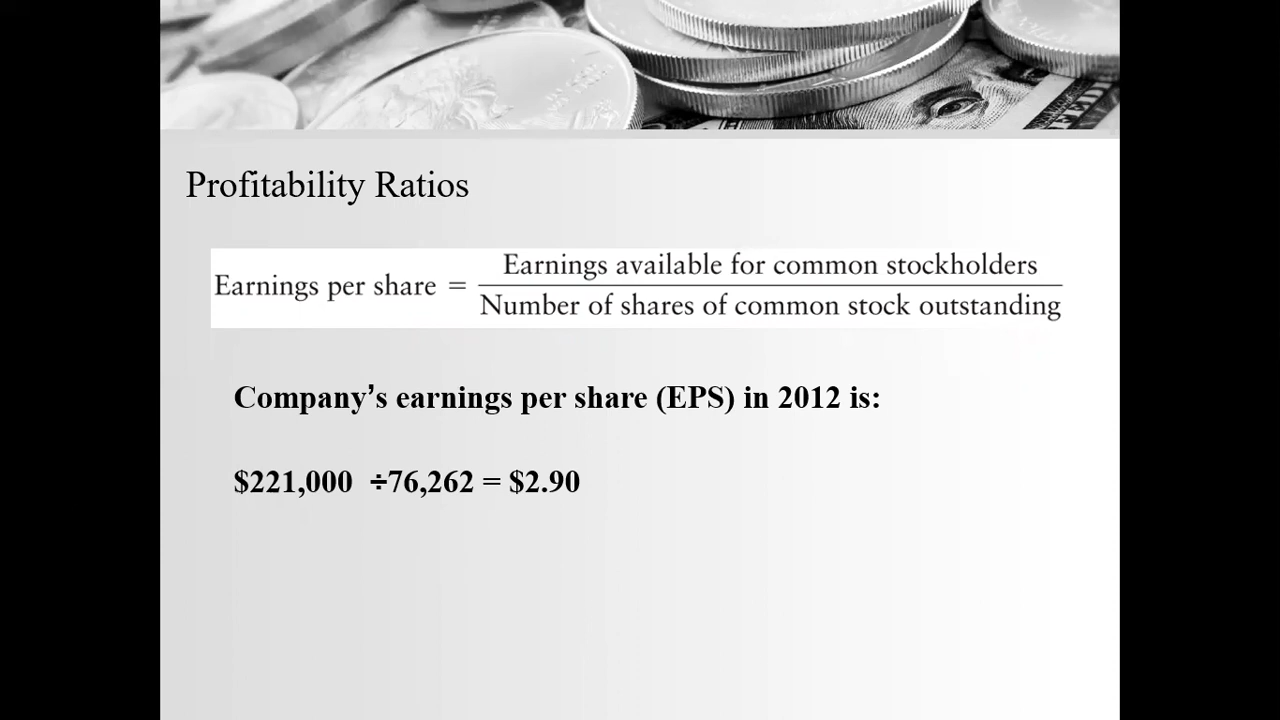 Profitability Ratios
Earnings per share = Earnings available for common stockholders
Number of shares of common stock outstanding
Company’s earnings per share (EPS) in 2012 is:
$221,000 ÷76,262 = $2.90